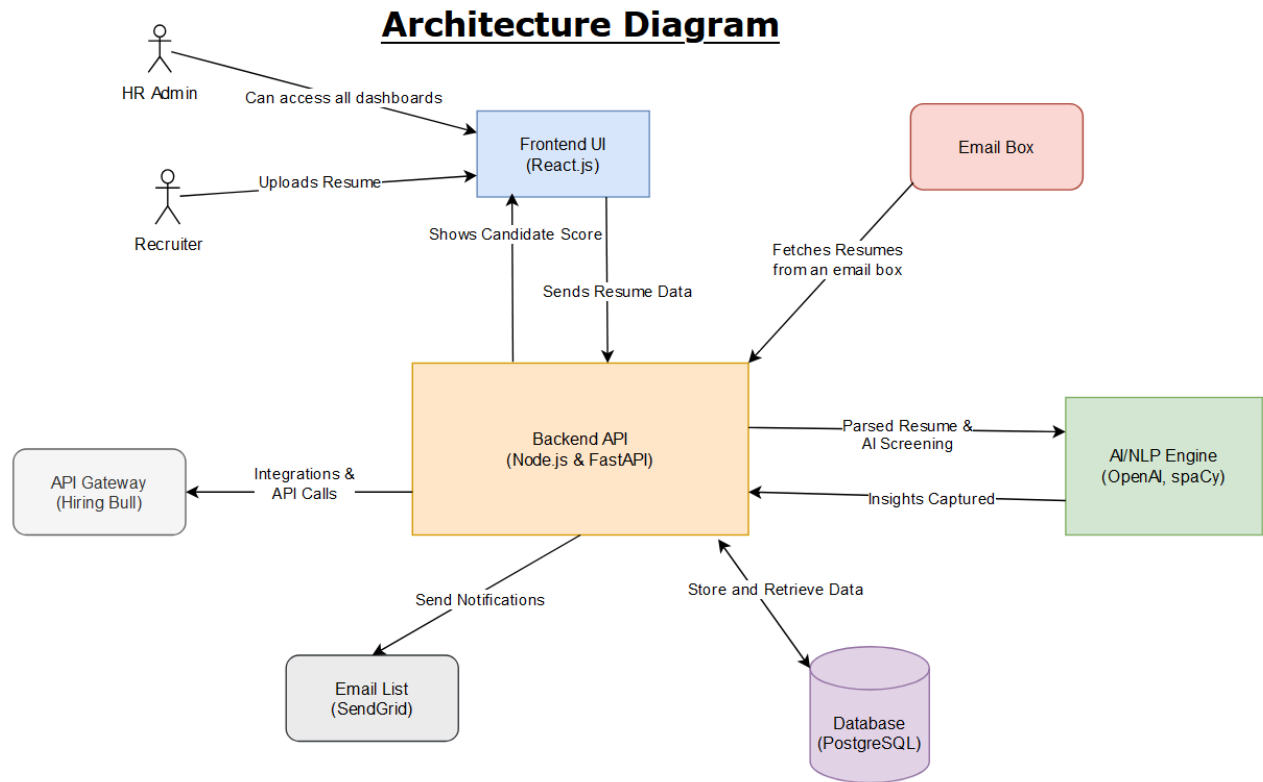 Architecture Diagram
HR Admin
Can access all dashboards
Frontend UI
(React.js)
Email Box
Uploads Resume
Recruiter
Shows Candidate Score
Fetches Resumes
from an email box
Sends Resume Data
Backend API
(Node.js & FastAPI)
Parsed Resume &
AI Screening
AI/NLP Engine
(OpenAI, spaCy)
Insights Captured
API Gateway
(Hiring Bull)
Integrations &
API Calls
Send Notifications
Store and Retrieve Data
Email List
(SendGrid)
Database
(PostgreSQL)